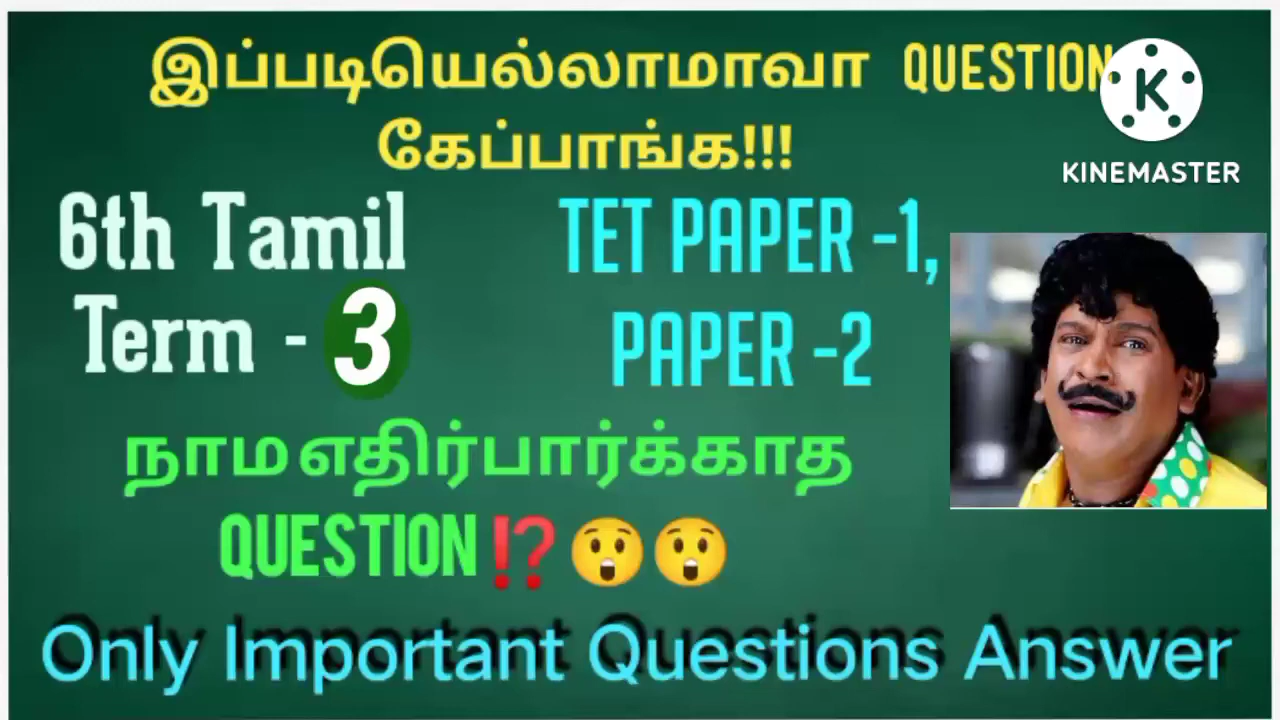 இப்படியெல்லாமாவா QUESTION
கேப்பாங்க!!!
KINEMASTER
6th Tamil
Term - 3
TET PAPER -1,
PAPER -2
நாம எதிர்பார்க்காத
QUESTION⁉️😲😲
Only Important Questions Answer